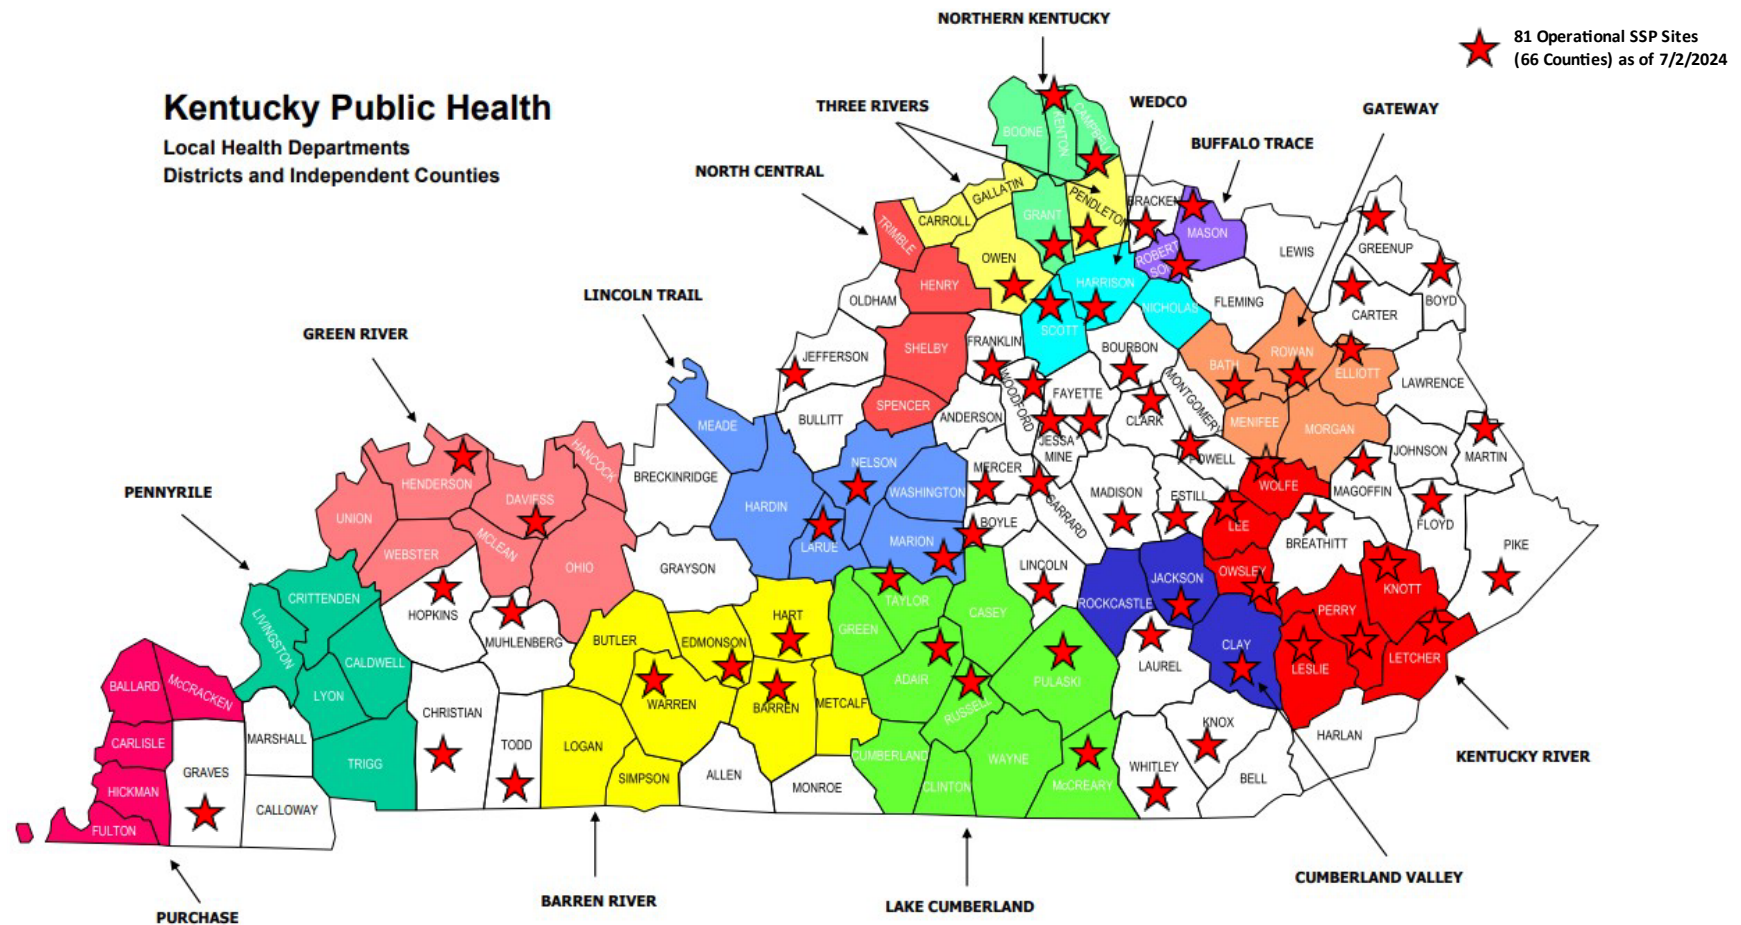 NORTHERN KENTUCKY
81 Operational SSP Sites
(66 Counties) as of 7/2/2024
Kentucky Public Health
Local Health Departments
Districts and Independent Counties
THREE RIVERS
WEDCO
GATEWAY
BUFFALO TRACE
NORTH CENTRAL
LINCOLN TRAIL
GREEN RIVER
PENNYRILE
BOONE
KENTON
CAMPBELL
GALLATIN
CARROLL
PENDLETON
GRANT
TRIMBLE
OWEN
BRACKEN
MASON
ROBERT
SON
LEWIS
GREENUP
HENRY
HARRISON
OLDHAM
NICHOLAS
FLEMING
BOYD
CARTER
SCOTT
SHELBY
FRANKLIN
JEFFERSON
BOURBON
ROWAN
BATH
ELLIOTT
LAWRENCE
WOODFORD
FAYETTE
MONTGOMERY
SPENCER
ANDERSON
CLARK
BULLITT
MEADE
MENIFEE
MORGAN
JESSA
MINE
HANCOCK
BRECKINRIDGE
NELSON
MERCER
POWELL
JOHNSON
MARTIN
HENDERSON
DAVIESS
HARDIN
WASHINGTON
MADISON
ESTILL
WOLFE
MAGOFFIN
UNION
GARRARD
BOYLE
LEE
FLOYD
WEBSTER
MCLEAN
LARUE
MARION
BREATHITT
PIKE
OHIO
GRAYSON
LINCOLN
JACKSON
OWSLEY
KNOTT
CRITTENDEN
HOPKINS
TAYLOR
CASEY
ROCKCASTLE
PERRY
LIVINGSTON
MUHLENBERG
BUTLER
EDMONSON
HART
GREEN
CLAY
CALDWELL
LAUREL
LESLIE
LETCHER
BALLARD
McCRACKEN
LYON
ADAIR
PULASKI
WARREN
BARREN
METCALF
RUSSELL
CHRISTIAN
KNOX
CARLISLE
MARSHALL
TODD
LOGAN
HARLAN
CUMBERLAND
WAYNE
KENTUCKY RIVER
GRAVES
TRIGG
SIMPSON
ALLEN
MONROE
CLINTON
McCREARY
WHITLEY
BELL
HICKMAN
CALLOWAY
FULTON
CUMBERLAND VALLEY
BARREN RIVER
LAKE CUMBERLAND
PURCHASE